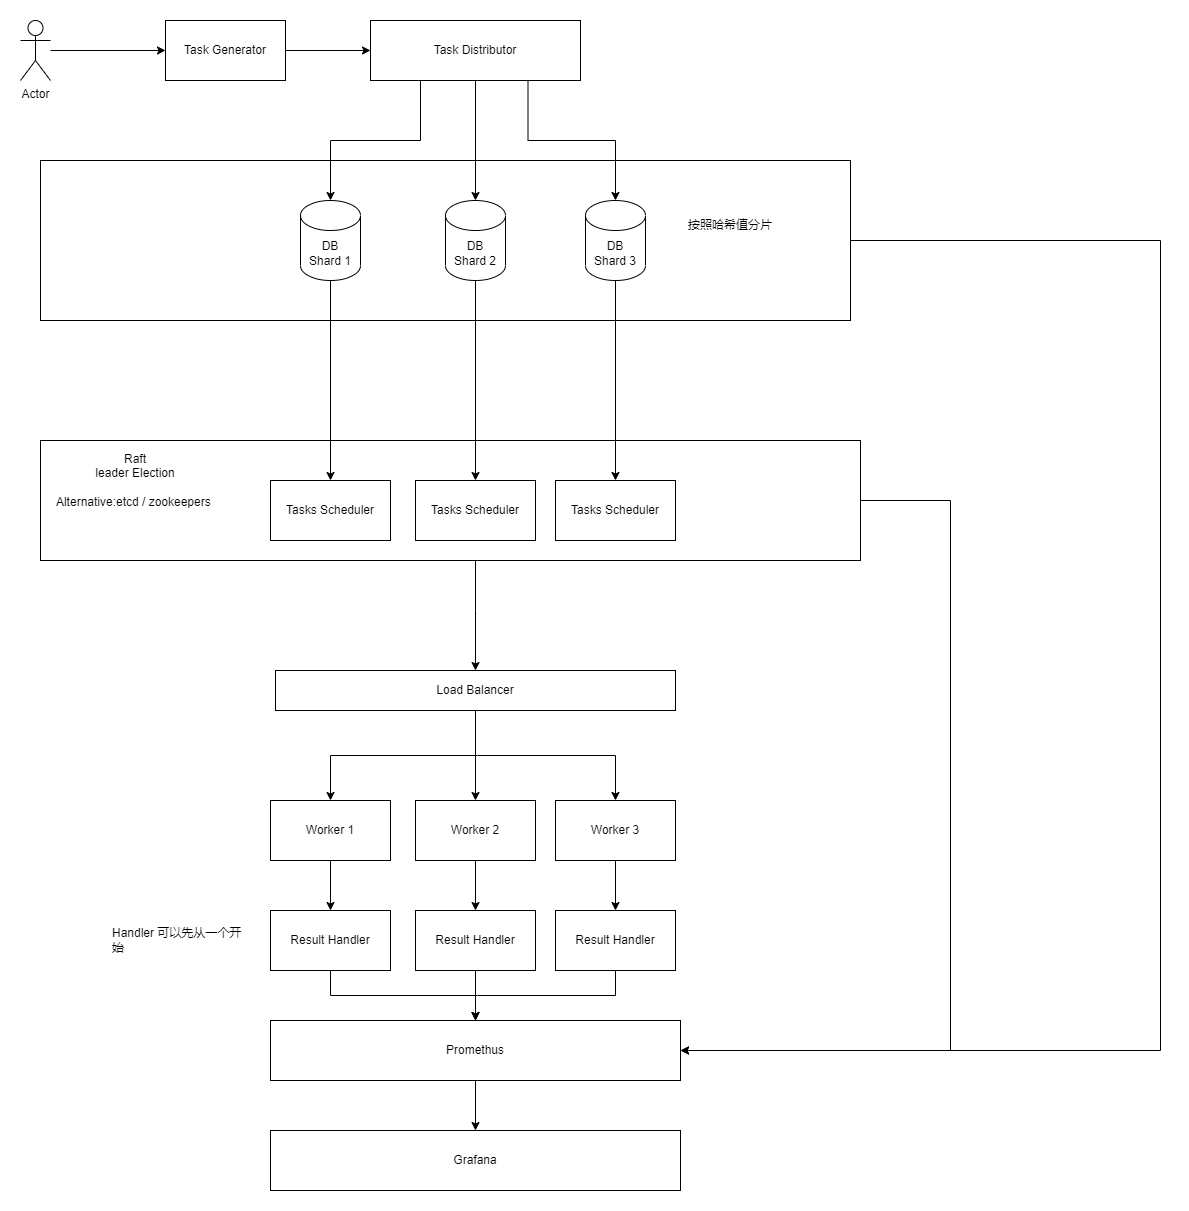 Actor
Task Generator
Task Distributor
DB
Shard 1
DB
Shard 2
DB
Shard 3
按照哈希值分片
Raft
leader Election
Alternative:etcd / zookeepers
Tasks Scheduler
Tasks Scheduler
Tasks Scheduler
Load Balancer
Worker 1
Worker 2
Worker 3
Handler 可以先从一个开
始
Result Handler
Result Handler
Result Handler
Promethus
Grafana